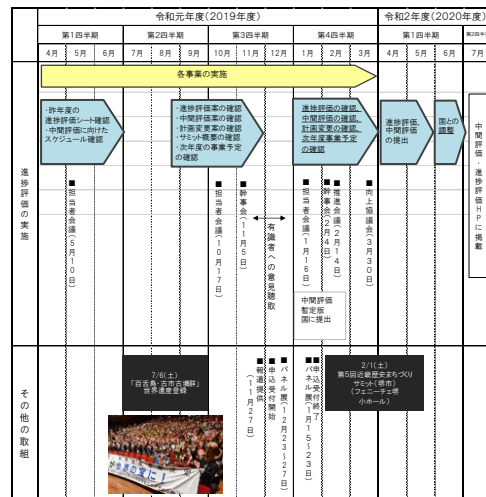 令和元年度(2019年度)
令和2年度(2020年度)
第1四半期
第2四半期
第3四半期
第4四半期
第1四半期
第2四半期
4月
5月
6月
7月
8月
9月
10月
11月
12月
1月
2月
3月
4月
5月
6月
7月
進捗評価の実施
各事業の実施
・昨年度の
進捗評価シート確認
・中間評価に向けた
スケジュール確認
・進捗評価案の確認
・中間評価案の確認
・計画変更案の確認
・サミット概要の確認
・次年度の事業予定
の確認
進捗評価の確認、
中間評価の確認、
計画変更の確認、
次年度事業予定
の確認
進捗評価、
中間評価
の提出
国との
調整
中間評価・進捗評価HPに掲載
■担当者会議(5月10日)
■担当者会議(10月17日)
■幹事会(11月5日)
有識者への意見聴取
■担当者会議(1月16日)
■幹事会(2月4日)
■推進会議(2月14日)
■向上協議会(3月30日)
中間評価
暫定版
国に提出
その他の取組
7/6(土)
「百舌鳥・古市古墳群」
世界遺産登録
■報道提供(11月27日)
■申込受付開始
■パネル展(12月23~27日)
■パネル展(1月15~23日)
■申込受付終了
2/1(土)
第5回近畿歴史まちづくり
サミット(堺市)
(フェニーチェ堺
小ホール)
が世界の宝に!